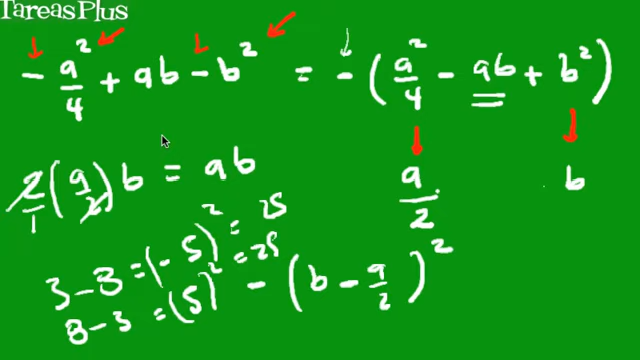 TareasPlus
- a²/4 + ab - b² = - (a²/4 - ab + b²)
2/1 (a/2) b = ab
a/2 b
3 - 8 = (-5)² = 25
8 - 3 = (5)² = 25
- (b - a/2)²